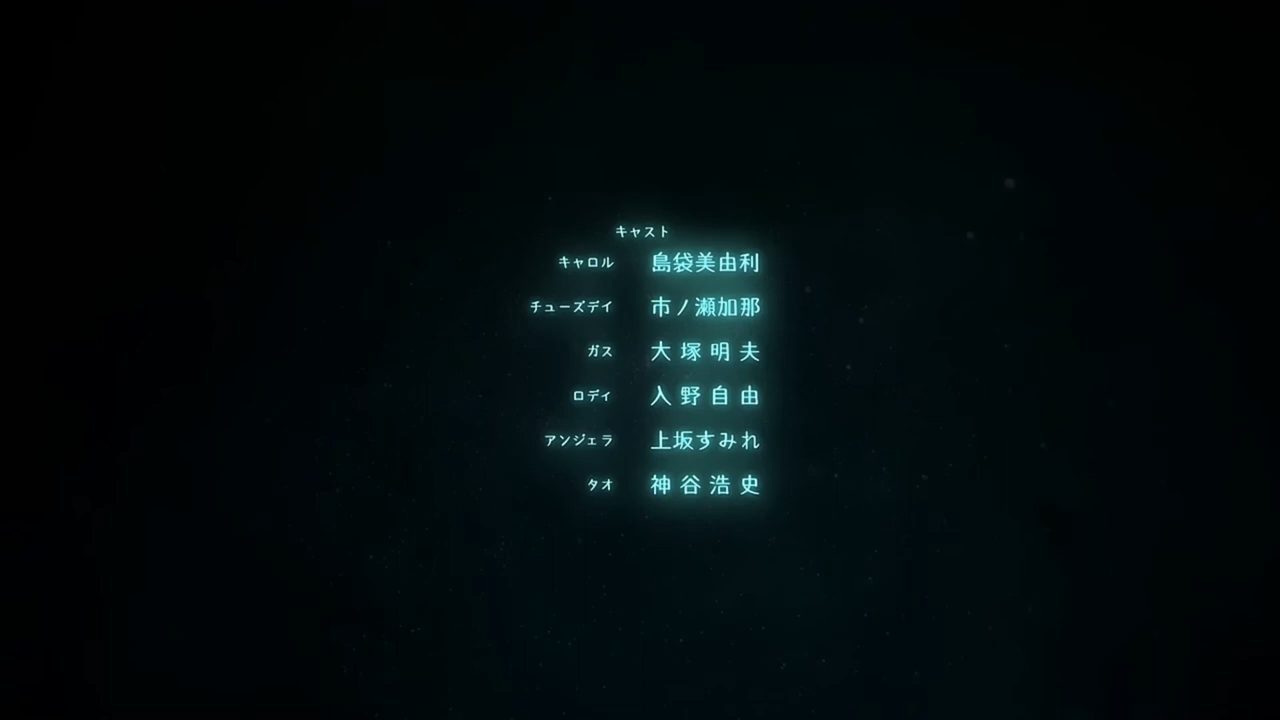 キャスト
キャロル 島袋美由利
チューズデイ 市ノ瀬加那
ガス 大塚明夫
ロディ 入野自由
アンジェラ 上坂すみれ
タオ 神谷浩史